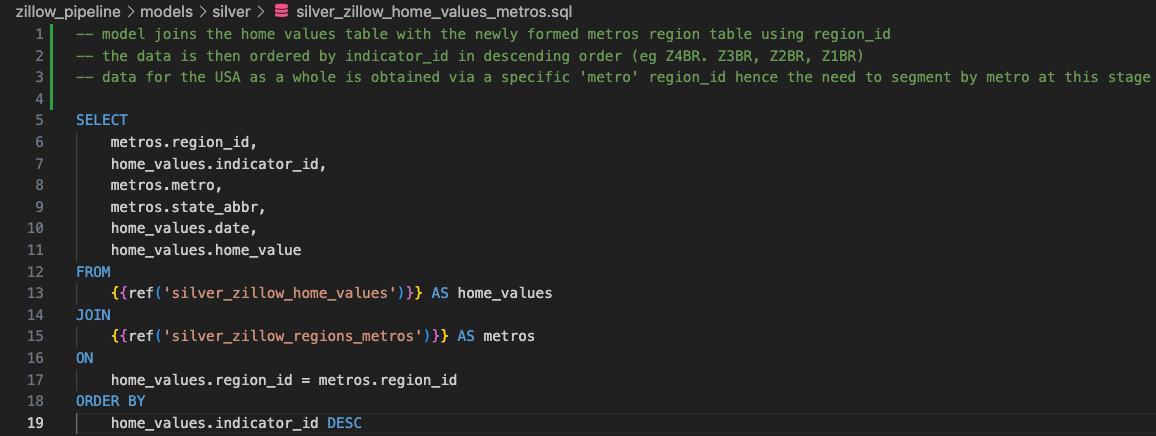 zillow_pipeline > models > silver > silver_zillow_home_values_metros.sql
1 -- model joins the home values table with the newly formed metros region table using region_id
2 -- the data is then ordered by indicator_id in descending order (eg Z4BR. Z3BR, Z2BR, Z1BR)
3 -- data for the USA as a whole is obtained via a specific 'metro' region_id hence the need to segment by metro at this stage
4
5 SELECT
6 metros.region_id,
7 home_values.indicator_id,
8 metros.metro,
9 metros.state_abbr,
10 home_values.date,
11 home_values.home_value
12 FROM
13 {{ref('silver_zillow_home_values')}} AS home_values
14 JOIN
15 {{ref('silver_zillow_regions_metros')}} AS metros
16 ON
17 home_values.region_id = metros.region_id
18 ORDER BY
19 home_values.indicator_id DESC